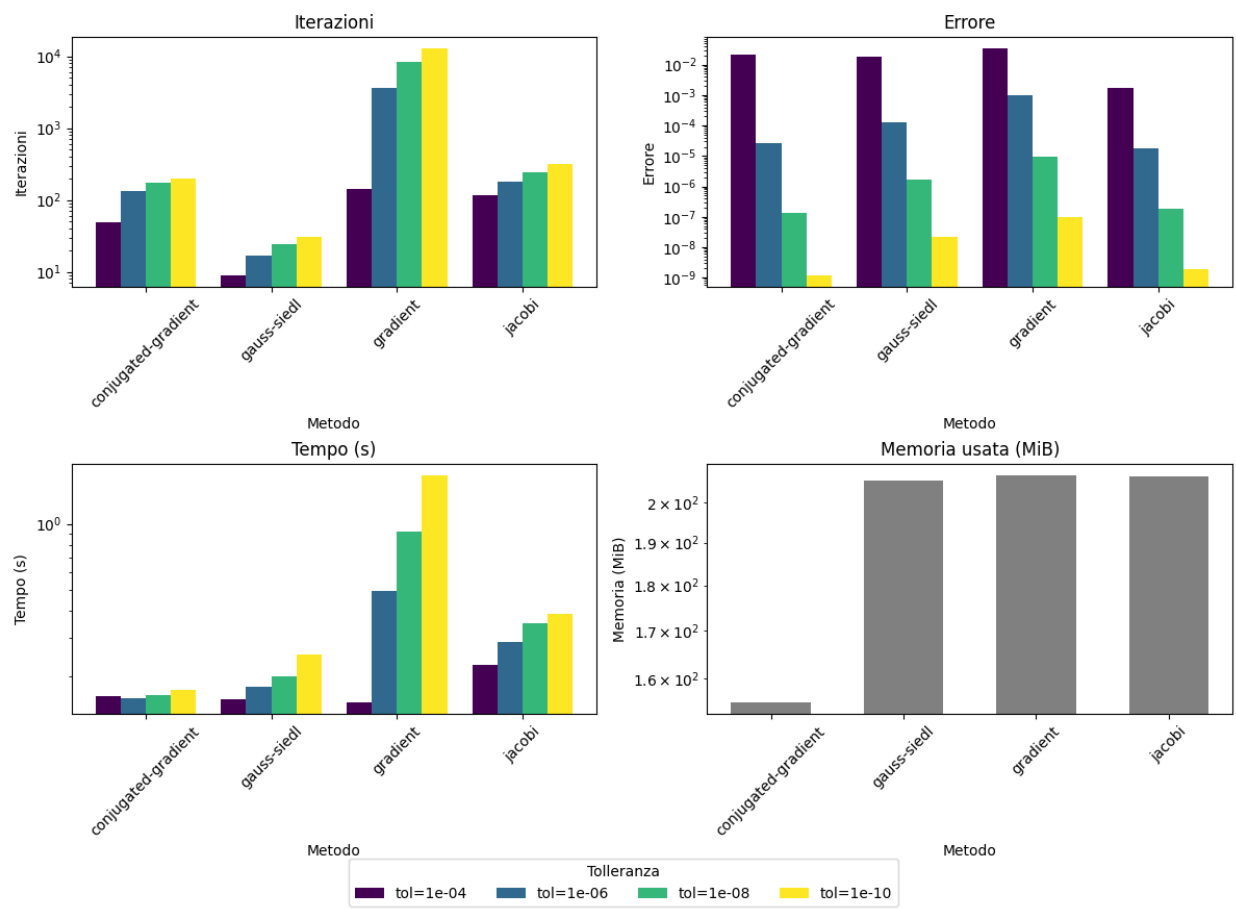 Iterazioni
Iterazioni
10^4
10^3
10^2
10^1
conjugated-gradient
gauss-siedl
gradient
jacobi
Metodo
Errore
Errore
10^-2
10^-3
10^-4
10^-5
10^-6
10^-7
10^-8
10^-9
conjugated-gradient
gauss-siedl
gradient
jacobi
Metodo
Tempo (s)
Tempo (s)
10^0
conjugated-gradient
gauss-siedl
gradient
jacobi
Metodo
Memoria usata (MiB)
Memoria (MiB)
2 × 10^2
1.9 × 10^2
1.8 × 10^2
1.7 × 10^2
1.6 × 10^2
conjugated-gradient
gauss-siedl
gradient
jacobi
Metodo
Tolleranza
tol=1e-04 tol=1e-06 tol=1e-08 tol=1e-10